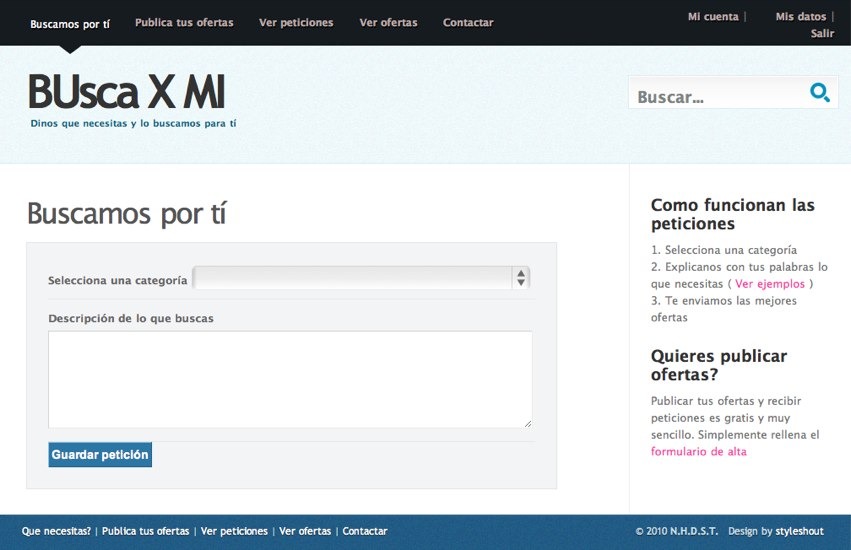 Buscamos por tí
Publica tus ofertas
Ver peticiones
Ver ofertas
Contactar
Mi cuenta |
Mis datos |
Salir
BUsca X MI
Dinos que necesitas y lo buscamos para tí
Buscar...
Buscamos por tí
Selecciona una categoría
Descripción de lo que buscas
Guardar petición
Como funcionan las
peticiones
1. Selecciona una categoría
2. Explicanos con tus palabras lo
que necesitas ( Ver ejemplos )
3. Te enviamos las mejores
ofertas
Quieres publicar
ofertas?
Publicar tus ofertas y recibir
peticiones es gratis y muy
sencillo. Simplemente rellena el
formulario de alta
Que necesitas? | Publica tus ofertas | Ver peticiones | Ver ofertas | Contactar
© 2010 N.H.D.S.T. Design by styleshout